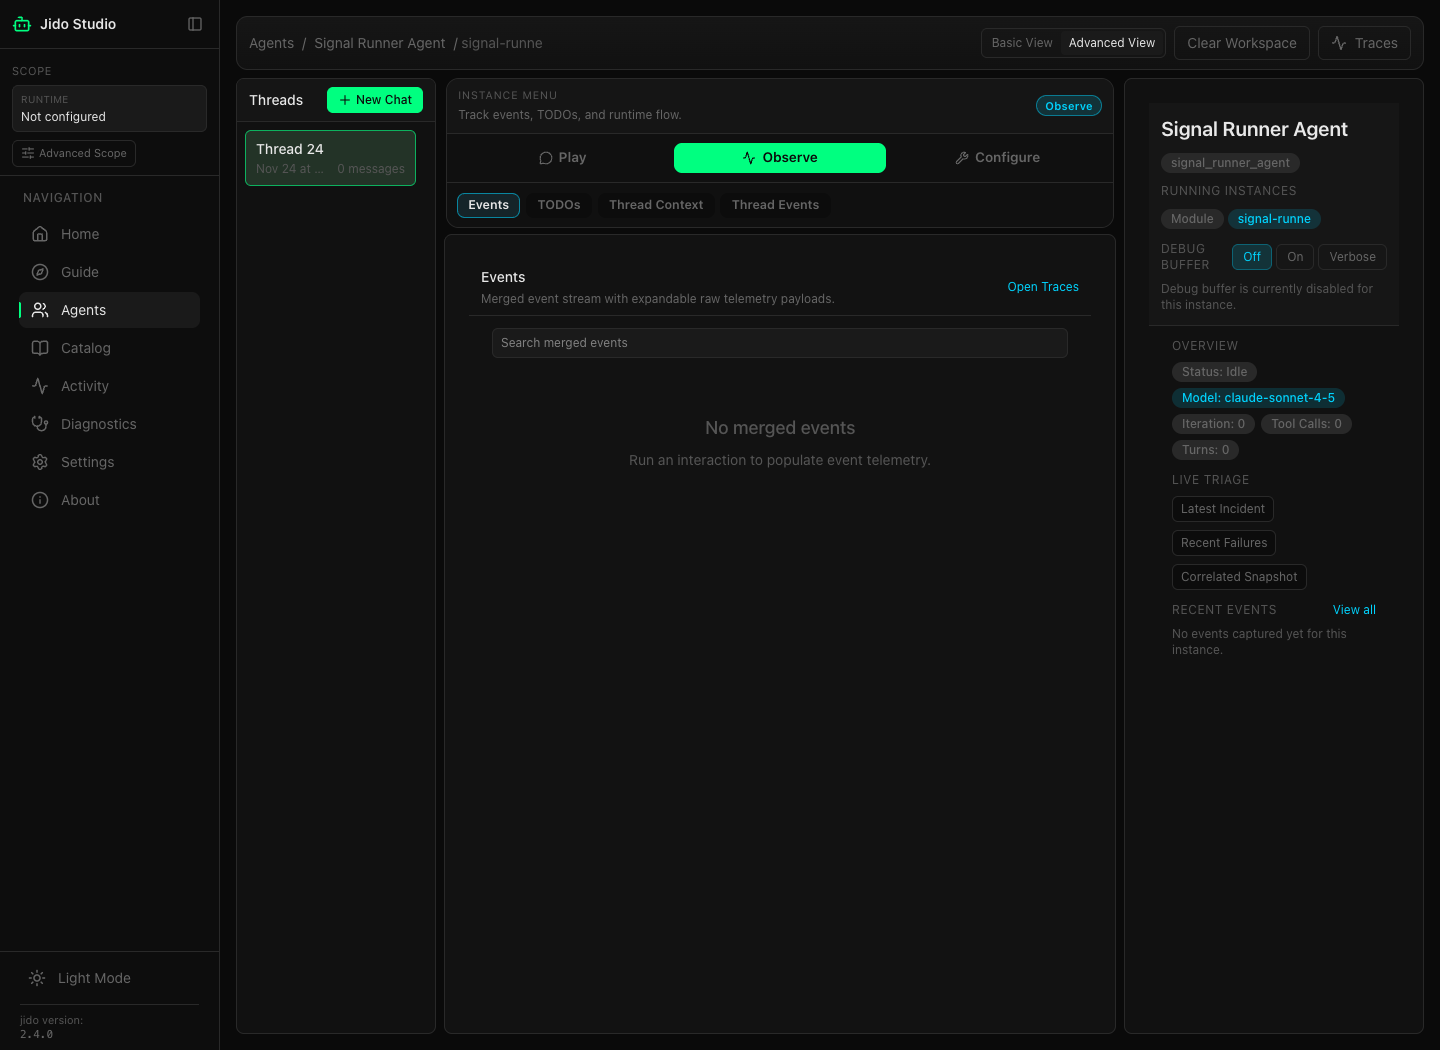 Jido Studio
SCOPE
RUNTIME
Not configured
Advanced Scope
NAVIGATION
Home
Guide
Agents
Catalog
Activity
Diagnostics
Settings
About
Light Mode
jido version:
2.4.0
Agents / Signal Runner Agent / signal-runne
Basic View
Advanced View
Clear Workspace
Traces
Threads
New Chat
Thread 24
Nov 24 at ... 0 messages
INSTANCE MENU
Track events, TODOs, and runtime flow.
Observe
Play
Observe
Configure
Events
TODOs
Thread Context
Thread Events
Events
Merged event stream with expandable raw telemetry payloads.
Open Traces
Search merged events
No merged events
Run an interaction to populate event telemetry.
Signal Runner Agent
signal_runner_agent
RUNNING INSTANCES
Module signal-runne
DEBUG
BUFFER
Off On Verbose
Debug buffer is currently disabled for
this instance.
OVERVIEW
Status: Idle
Model: claude-sonnet-4-5
Iteration: 0 Tool Calls: 0
Turns: 0
LIVE TRIAGE
Latest Incident
Recent Failures
Correlated Snapshot
RECENT EVENTS View all
No events captured yet for this
instance.